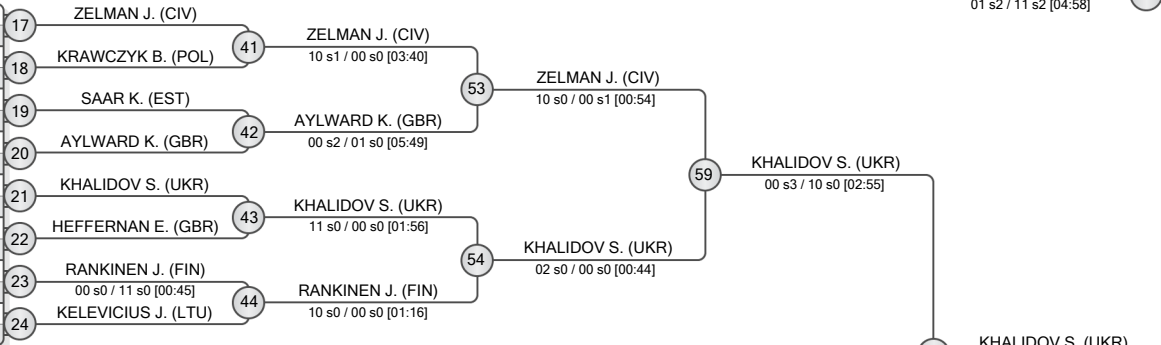 01 s2 / 11 s2 [04:58]
17
ZELMAN J. (CIV)
18
KRAWCZYK B. (POL)
41
ZELMAN J. (CIV)
10 s1 / 00 s0 [03:40]
19
SAAR K. (EST)
20
AYLWARD K. (GBR)
42
AYLWARD K. (GBR)
00 s2 / 01 s0 [05:49]
53
ZELMAN J. (CIV)
10 s0 / 00 s1 [00:54]
21
KHALIDOV S. (UKR)
22
HEFFERNAN E. (GBR)
43
KHALIDOV S. (UKR)
11 s0 / 00 s0 [01:56]
23
RANKINEN J. (FIN)
00 s0 / 11 s0 [00:45]
24
KELEVICIUS J. (LTU)
44
RANKINEN J. (FIN)
10 s0 / 00 s0 [01:16]
54
KHALIDOV S. (UKR)
02 s0 / 00 s0 [00:44]
59
KHALIDOV S. (UKR)
00 s3 / 10 s0 [02:55]
KHALIDOV S. (UKR)